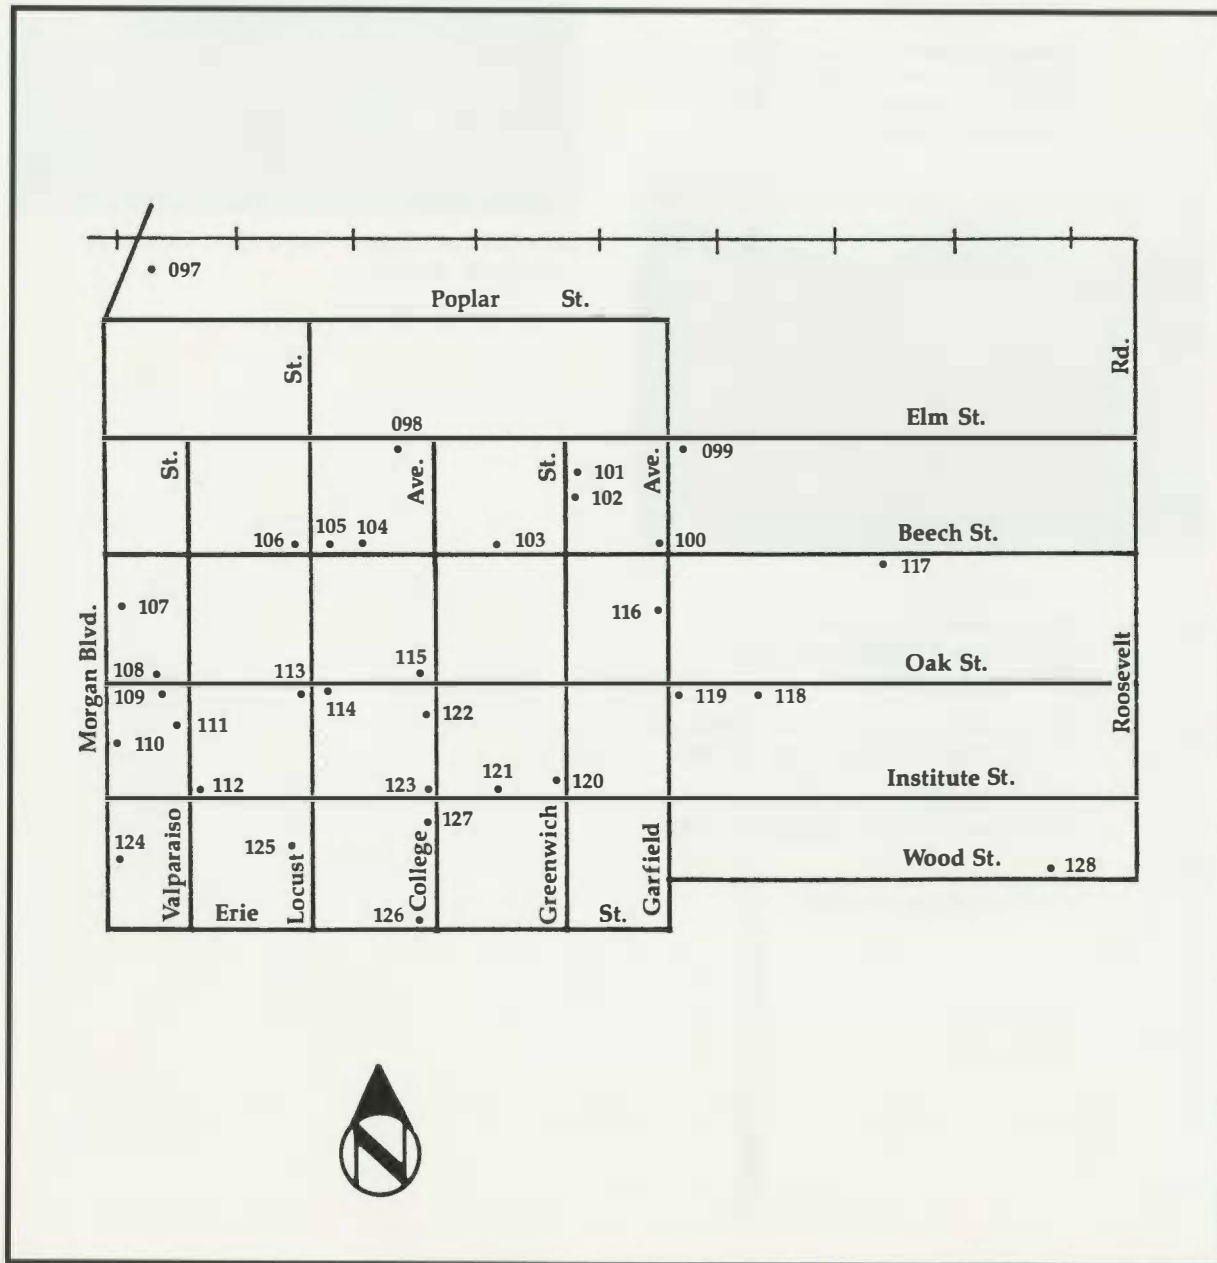 097
Poplar St.
St.
Rd.
Elm St.
098
099
St.
Ave.
St.
Ave.
101
102
106
105
104
103
100
Beech St.
117
107
116
Morgan Blvd.
108
113
115
Oak St.
Roosevelt
109
114
119
118
111
122
110
112
123
121
120
Institute St.
127
124
125
Valparaiso
Locust
College
Greenwich
Garfield
Wood St.
128
Erie
126
St.
N